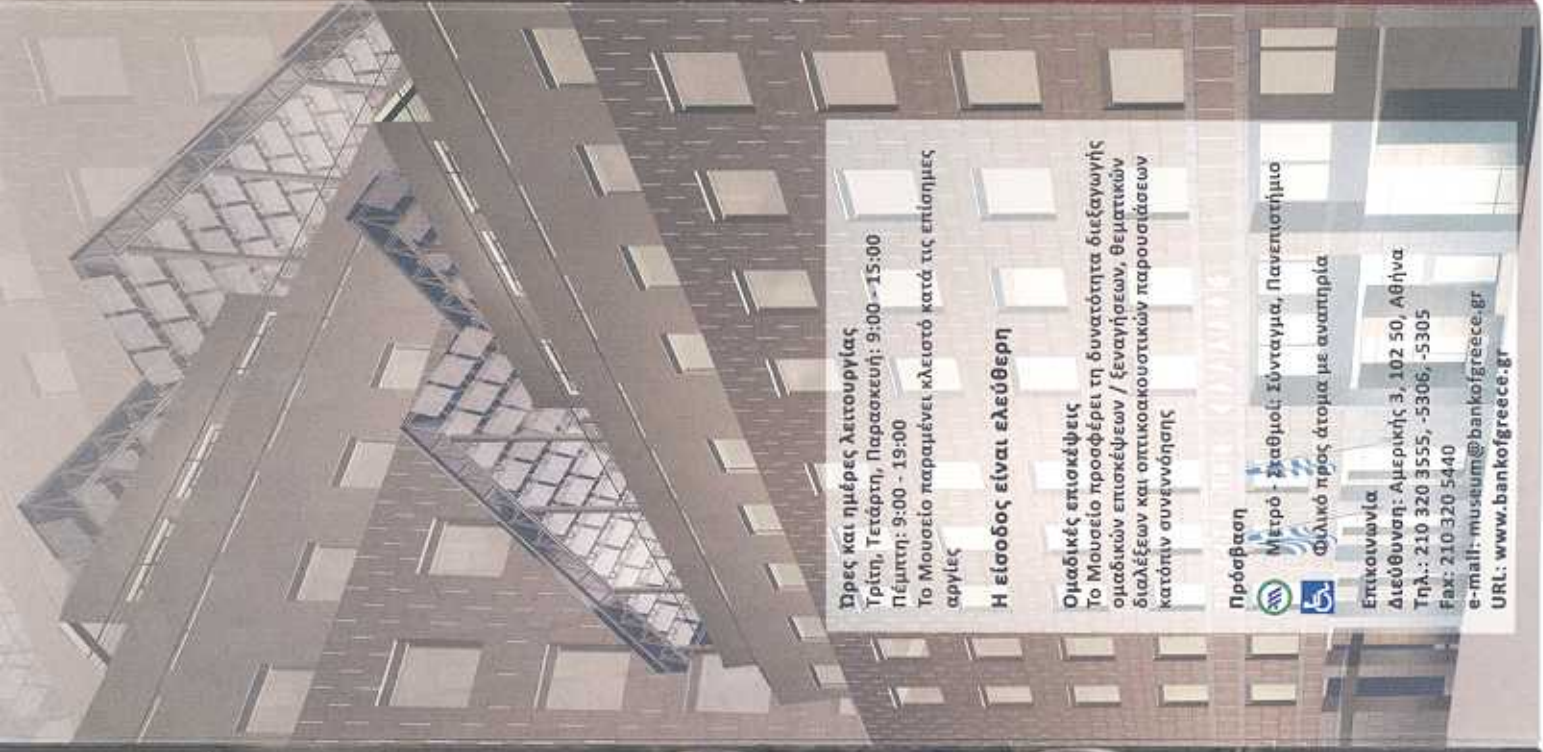 Ώρες και ημέρες λειτουργίας
Τρίτη, Τετάρτη, Παρασκευή: 9:00 - 15:00
Πέμπτη: 9:00 - 19:00
Το Μουσείο παραμένει κλειστό κατά τις επίσημες
αργίες
Η είσοδος είναι ελεύθερη
Ομαδικές επισκέψεις
Το Μουσείο προσφέρει τη δυνατότητα διεξαγωγής
ομαδικών επισκέψεων / ξεναγήσεων, θεματικών
διαλέξεων και οπτικοακουστικών παρουσιάσεων
κατόπιν συνεννόησης
Πρόσβαση
Μετρό - Σταθμοί: Σύνταγμα, Πανεπιστήμιο
Φιλικό προς άτομα με αναπηρία
Επικοινωνία
Διεύθυνση: Αμερικής 3, 102 50, Αθήνα
Τηλ.: 210 320 3555, -5306, -5305
Fax: 210 320 5440
e-mail: museum@bankofgreece.gr
URL: www.bankofgreece.gr